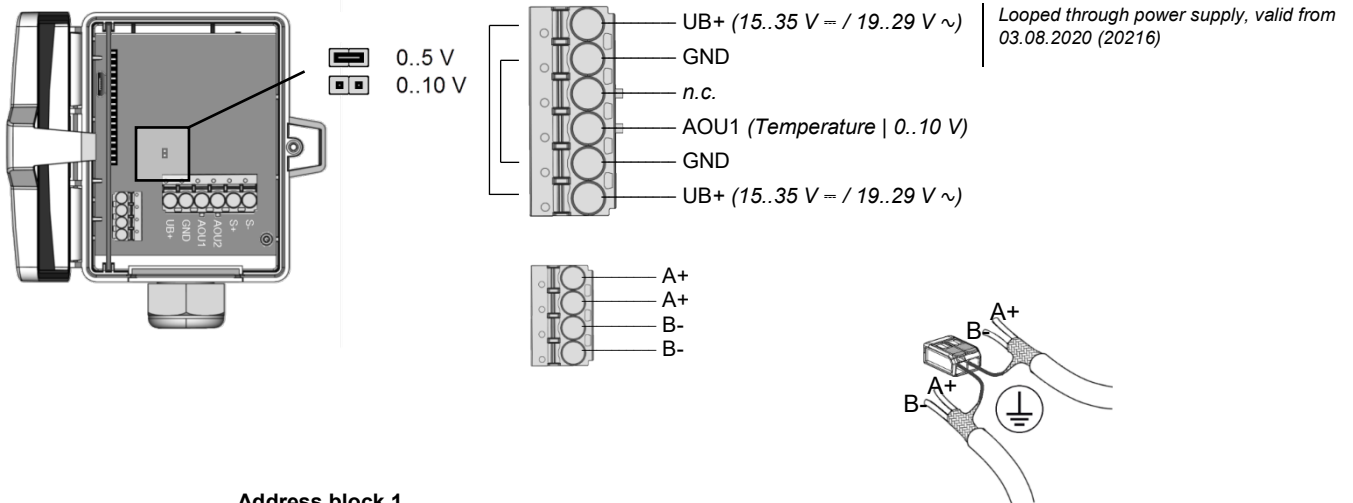 UB+ (15..35 V ⎓ / 19..29 V ∿)
Looped through power supply, valid from
03.08.2020 (20216)
0..5 V
0..10 V
GND
n.c.
AOU1 (Temperature | 0..10 V)
GND
UB+ (15..35 V ⎓ / 19..29 V ∿)
UB+
GND
AOU1
AOU2
S+
S-
A+
A+
B-
B-
A+
B-
A+
B-
Address block 1